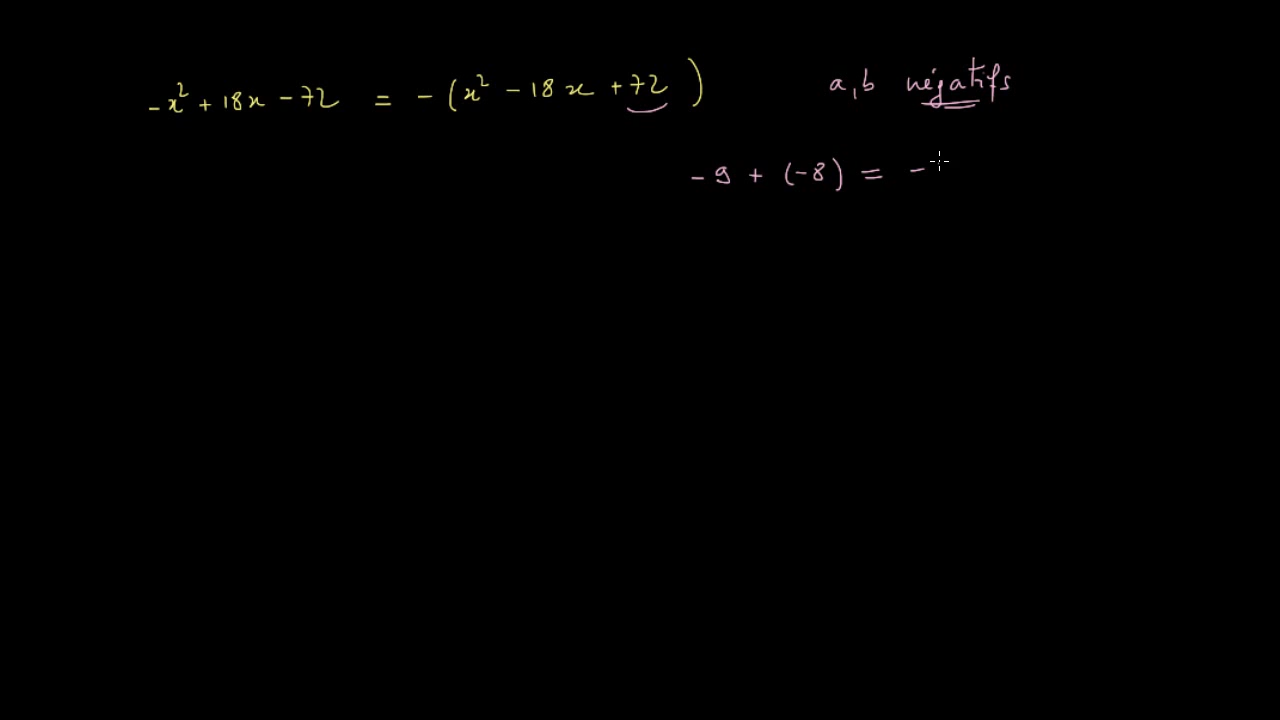 -x² + 18x - 72 = - (x² - 18x + 72) a, b négatifs
-9 + (-8) = -